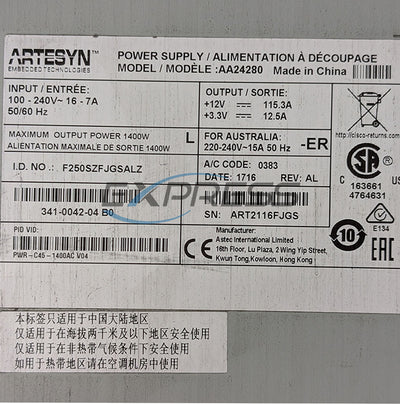 ARTESYN™
EMBEDDED TECHNOLOGIES
POWER SUPPLY / ALIMENTATION À DÉCOUPAGE
MODEL / MODÈLE :AA24280 Made in China
INPUT / ENTRÉE:
100 - 240V~ 16 - 7A
50/60 Hz
OUTPUT / SORTIE:
+12V 115.3A
+3.3V 12.5A
http://cisco-returns.com
MAXIMUM OUTPUT POWER 1400W
ALIENTATION MAXIMALE DE SORTIE 1400W
L
FOR AUSTRALIA:
220-240V~15A 50 Hz
-ER
I.D. NO. : F250SZFJGSALZ
A/C CODE: 0383
DATE: 1716 REV: AL
163661
4764631
EXPRESS
341-0042-04 B0
SN: ART2116FJGS
PID VID:
PWR-C45-1400AC V04
Manufacturer:
Astec International Limited
16th Floor, Lu Plaza, 2 Wing Yip Street,
Kwun Tong, Kowloon, Hong Kong
10
EAC
E134
本标签只付用于中国大陆地区
仅适用于在海拔两千米及以下地区安全使用
仅适用于在非热带气候条件下安全使用
如用于热带地区请在空调机房中使用